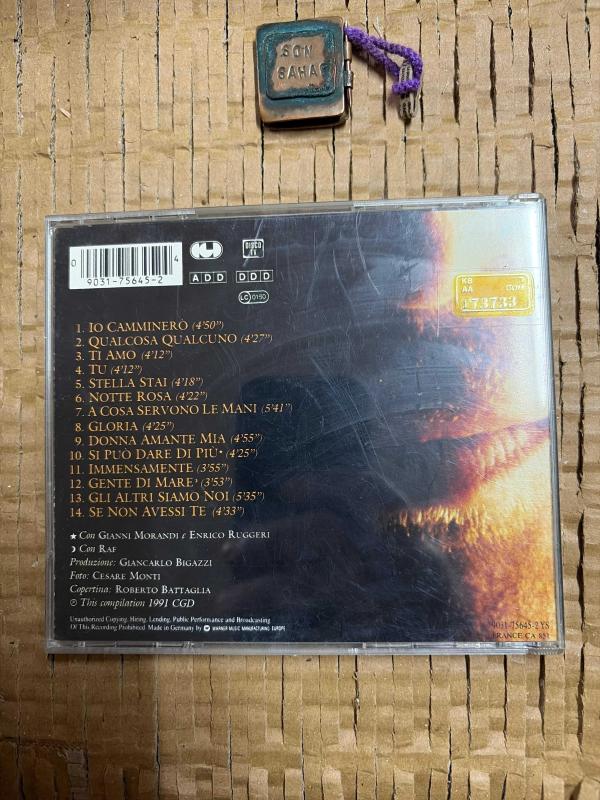 SON
SAHAF
0
9031-75645-2
4
DISCO
ADD DDD
LC 0150
KB
AA
173733
1. IO CAMMINERÒ (4'50")
2. QUALCOSA QUALCUNO (4'27")
3. TI AMO (4'12")
4. TU (4'12")
5. STELLA STAI (4'18")
6. NOTTE ROSA (4'22")
7. A COSA SERVONO LE MANI (5'41")
8. GLORIA (4'25")
9. DONNA AMANTE MIA (4'55")
10. SI PUÒ DARE DI PIÙ★ (4'25")
11. IMMENSAMENTE (3'55")
12. GENTE DI MARE☽ (3'53")
13. GLI ALTRI SIAMO NOI (5'35")
14. SE NON AVESSI TE (4'33")
★ Con GIANNI MORANDI e ENRICO RUGGERI
☽ Con RAF
Produzione: GIANCARLO BIGAZZI
Foto: CESARE MONTI
Copertina: ROBERTO BATTAGLIA
℗ This compilation 1991 CGD
Unauthorized Copying, Hiring, Lending, Public Performance and Broadcasting
Of This Recording Prohibited. Made in Germany by WARNER MUSIC MANUFACTURING EUROPE
9031-75645-2 YS
FRANCE CA 851